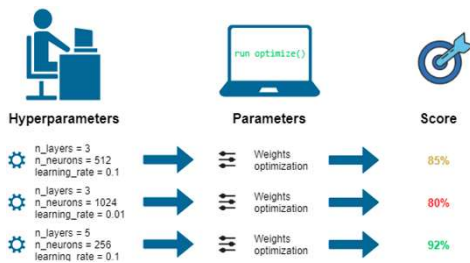 run optimize()
Hyperparameters
Parameters
Score
n_layers = 3
n_neurons = 512
learning_rate = 0.1
Weights
optimization
85%
n_layers = 3
n_neurons = 1024
learning_rate = 0.01
Weights
optimization
80%
n_layers = 5
n_neurons = 256
learning_rate = 0.1
Weights
optimization
92%